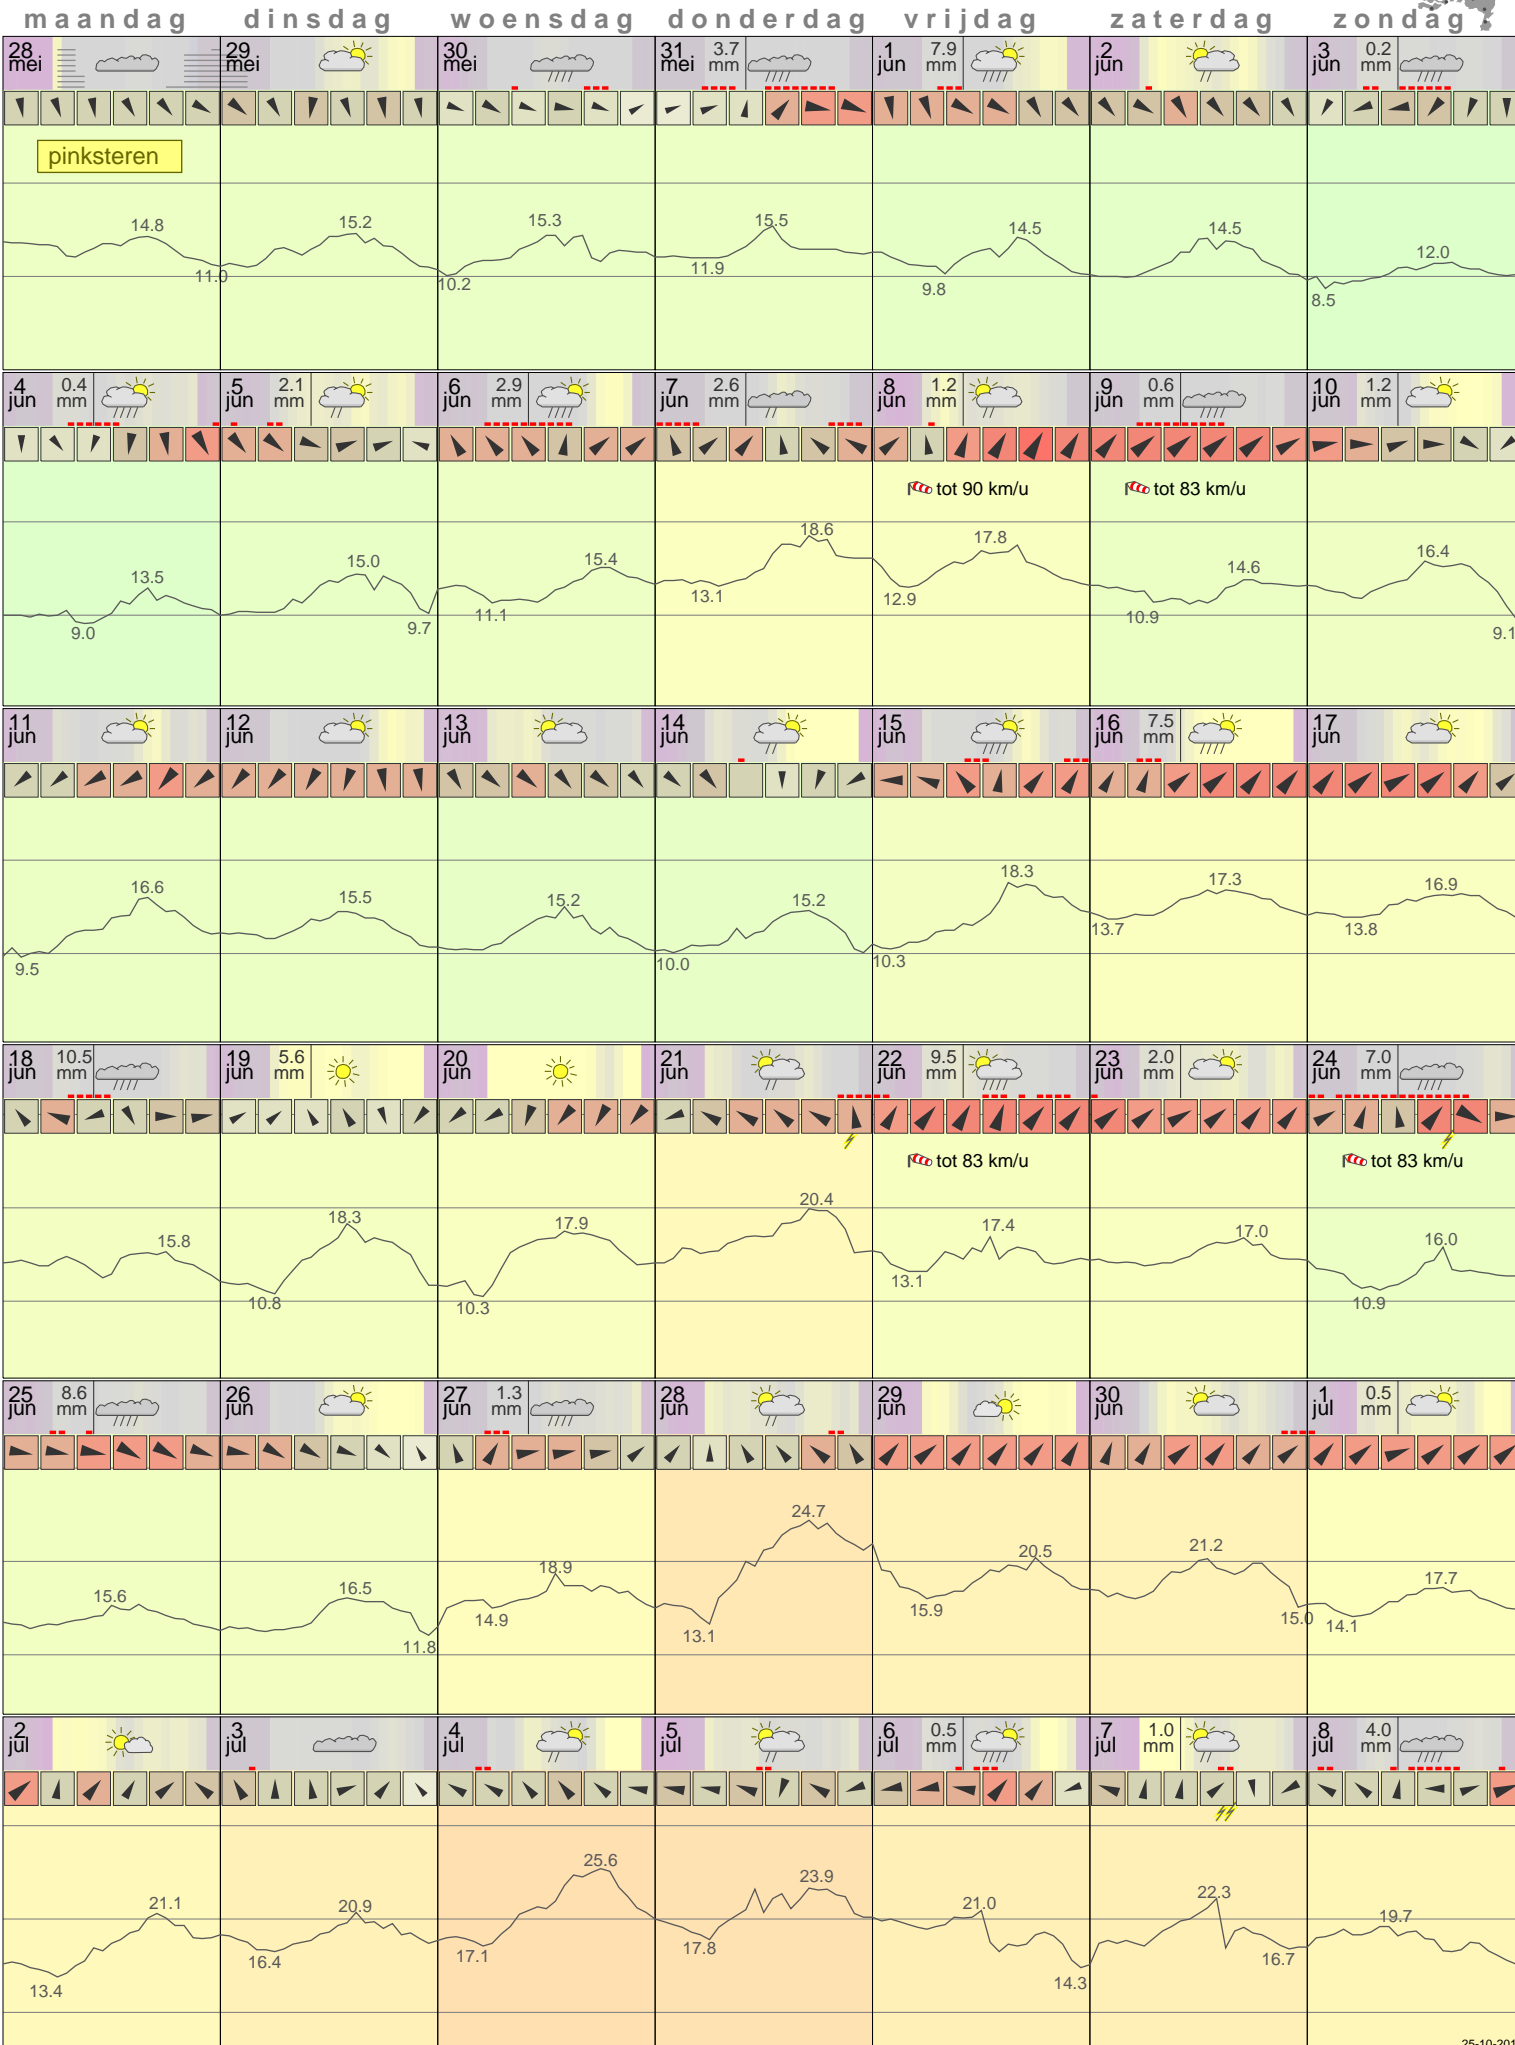 maandag dinsdag woensdag donderdag vrijdag zaterdag zondag
28 mei 29 mei 30 mei 31 mei 3.7 mm 1 jun 7.9 mm 2 jun 3 jun 0.2 mm
pinksteren
14.8 11.0 15.2 10.2 15.3 11.9 15.5 9.8 14.5 14.5 8.5 12.0
4 jun 0.4 mm 5 jun 2.1 mm 6 jun 2.9 mm 7 jun 2.6 mm 8 jun 1.2 mm 9 jun 0.6 mm 10 jun 1.2 mm
tot 90 km/u tot 83 km/u
9.0 13.5 15.0 9.7 11.1 15.4 13.1 18.6 12.9 17.8 10.9 14.6 16.4 9.1
11 jun 12 jun 13 jun 14 jun 15 jun 16 jun 7.5 mm 17 jun
9.5 16.6 15.5 15.2 10.0 15.2 10.3 18.3 13.7 17.3 13.8 16.9
18 jun 10.5 mm 19 jun 5.6 mm 20 jun 21 jun 22 jun 9.5 mm 23 jun 2.0 mm 24 jun 7.0 mm
tot 83 km/u tot 83 km/u
15.8 10.8 18.3 10.3 17.9 20.4 13.1 17.4 17.0 10.9 16.0
25 jun 8.6 mm 26 jun 27 jun 1.3 mm 28 jun 29 jun 30 jun 1 jul 0.5 mm
15.6 16.5 11.8 14.9 18.9 13.1 24.7 15.9 20.5 21.2 15.0 14.1 17.7
2 jul 3 jul 4 jul 5 jul 6 jul 0.5 mm 7 jul 1.0 mm 8 jul 4.0 mm
13.4 21.1 16.4 20.9 17.1 25.6 17.8 23.9 21.0 14.3 22.3 16.7 19.7
25-10-201